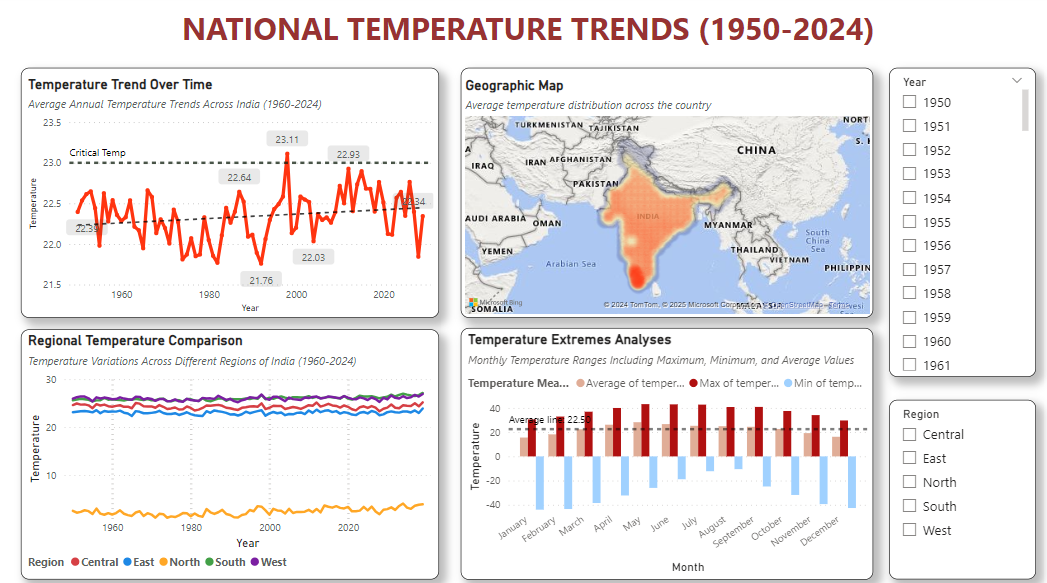 NATIONAL TEMPERATURE TRENDS (1950-2024)
Temperature Trend Over Time
Average Annual Temperature Trends Across India (1960-2024)
23.5
23.0
22.5
22.0
21.5
Temperature
Critical Temp
23.11
22.93
22.64
22.39
22.34
22.03
21.76
1960
1980
2000
2020
Year
Geographic Map
Average temperature distribution across the country
TURKMENISTAN
TAJIKISTAN
NORT
S. K
CHINA
IRAQ
IRAN
AFGHANISTAN
PAKISTAN
AUDI ARABIA
OMAN
INDIA
MYANMAR
YEMEN
THAILAND
South
China
Sea
Arabian Sea
VIETNAM
PHILIPPIN
Microsoft Bing
© 2024 TomTom, © 2025 Microsoft
SOMALIA
Year
1950
1951
1952
1953
1954
1955
1956
1957
1958
1959
1960
1961
Regional Temperature Comparison
Temperature Variations Across Different Regions of India (1960-2024)
30
20
10
Temperature
1960
1980
2000
2020
Year
Region Central East North South West
Temperature Extremes Analyses
Monthly Temperature Ranges Including Maximum, Minimum, and Average Values
Temperature Mea... Average of temper... Max of temper... Min of temp...
40
20
0
-20
-40
Temperature
Average line: 22.50
January
February
March
April
May
June
July
August
September
October
November
December
Month
Region
Central
East
North
South
West